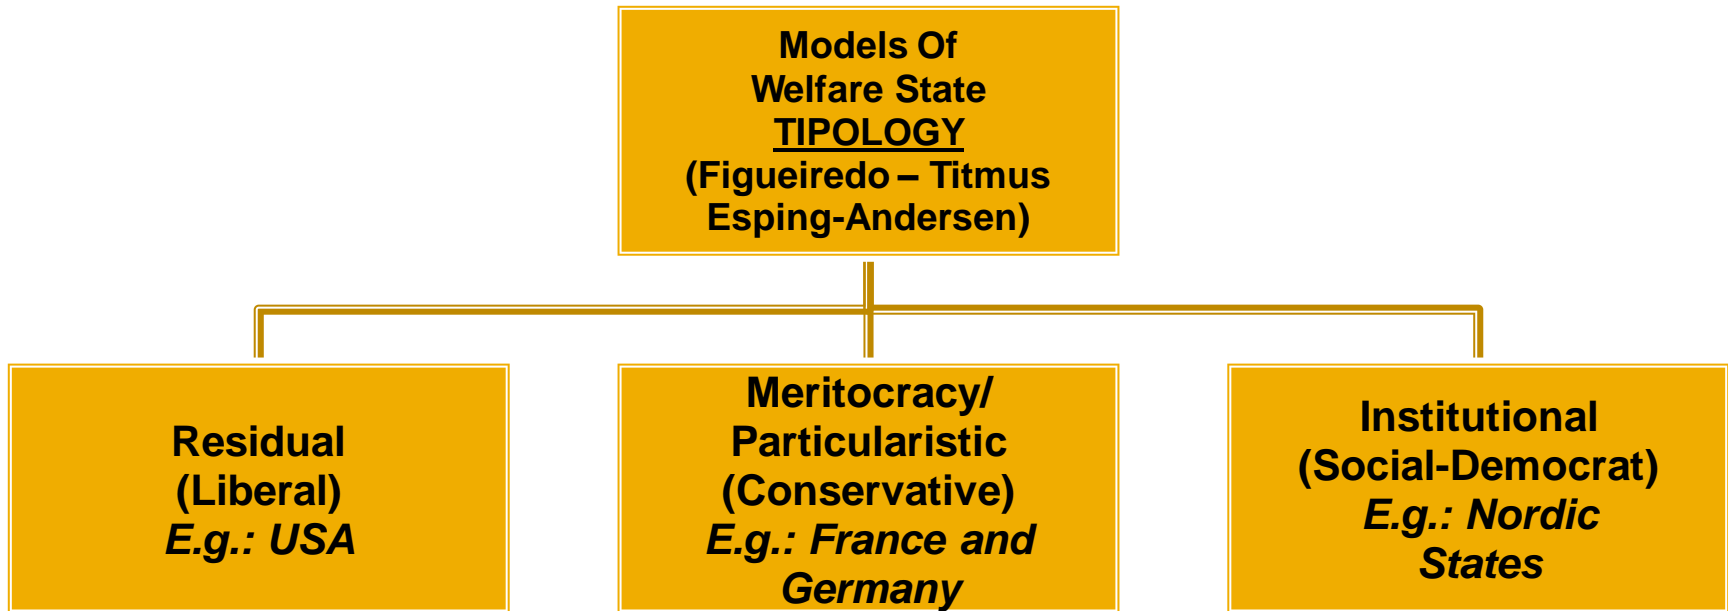 Models Of
Welfare State
TIPOLOGY
(Figueiredo – Titmus
Esping-Andersen)
Residual
(Liberal)
E.g.: USA
Meritocracy/
Particularistic
(Conservative)
E.g.: France and
Germany
Institutional
(Social-Democrat)
E.g.: Nordic
States